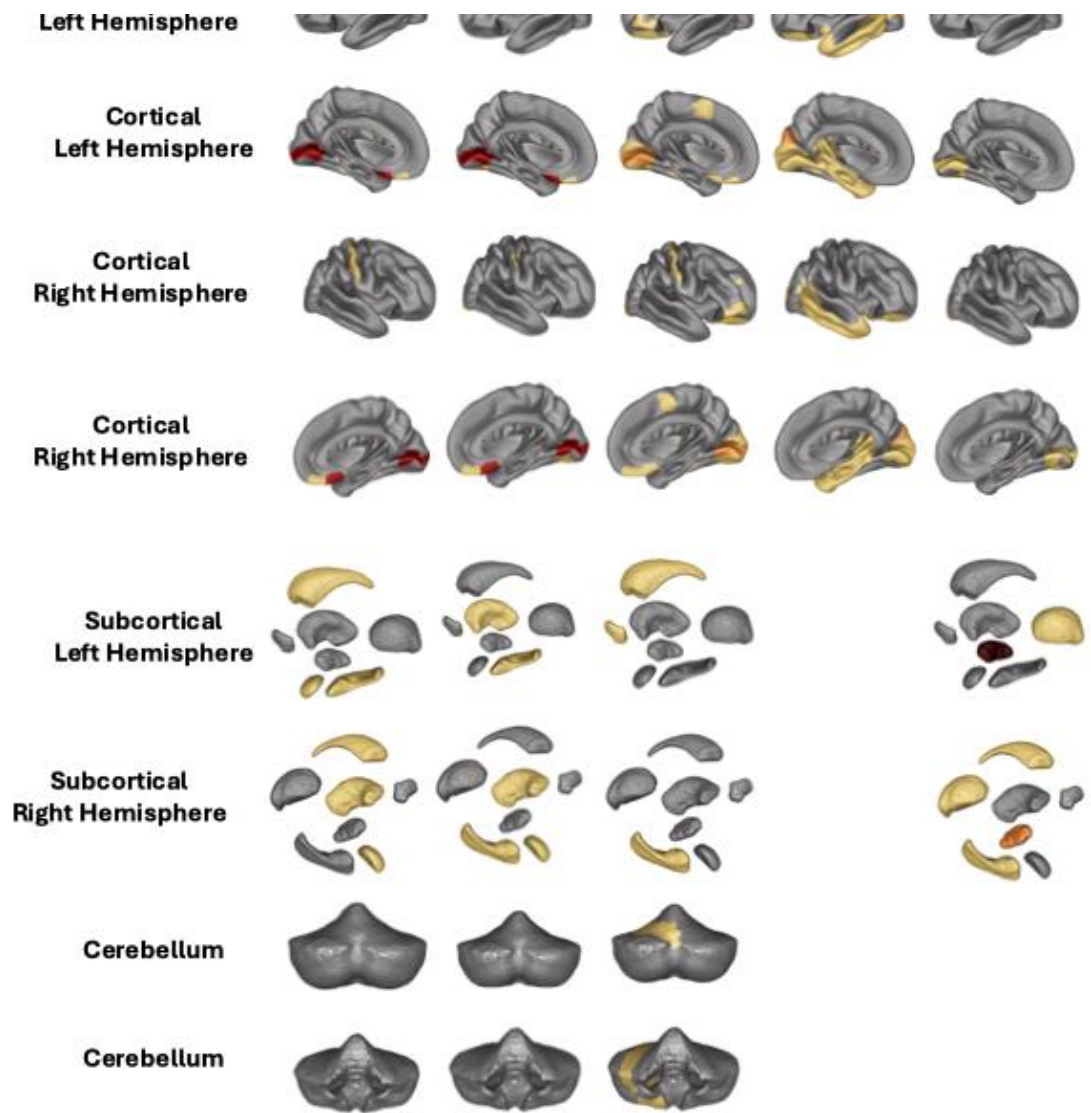 Left Hemisphere
Cortical
Left Hemisphere
Cortical
Right Hemisphere
Cortical
Right Hemisphere
Subcortical
Left Hemisphere
Subcortical
Right Hemisphere
Cerebellum
Cerebellum